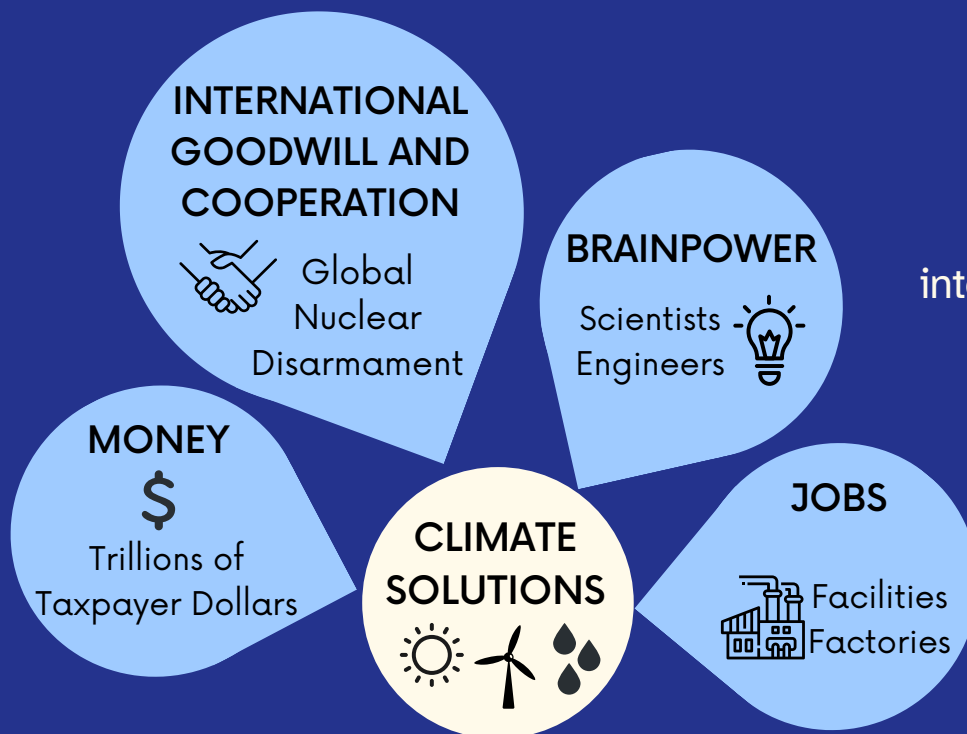 INTERNATIONAL
GOODWILL AND
COOPERATION
Global
Nuclear
Disarmament
BRAINPOWER
Scientists
Engineers
MONEY
$
Trillions of
Taxpayer Dollars
CLIMATE
SOLUTIONS
JOBS
Facilities
Factories